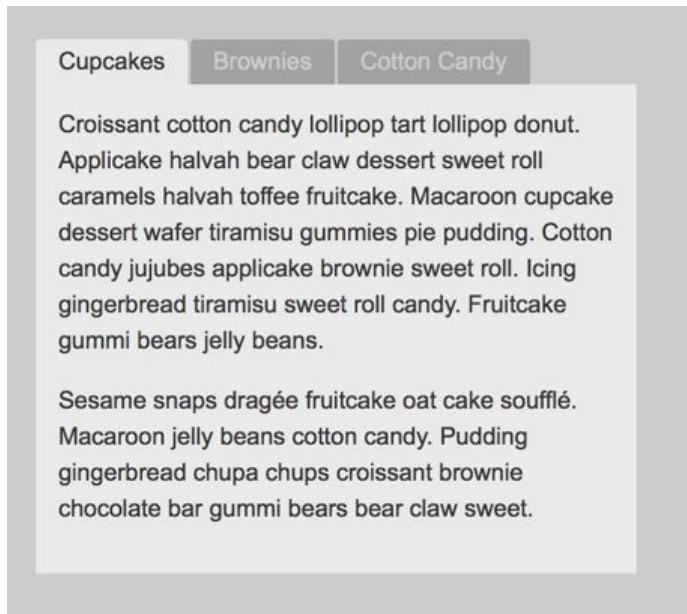 Cupcakes Brownies Cotton Candy
Croissant cotton candy lollipop tart lollipop donut.
Applicake halvah bear claw dessert sweet roll
caramels halvah toffee fruitcake. Macaroon cupcake
dessert wafer tiramisu gummies pie pudding. Cotton
candy jujubes applicake brownie sweet roll. Icing
gingerbread tiramisu sweet roll candy. Fruitcake
gummi bears jelly beans.
Sesame snaps dragée fruitcake oat cake soufflé.
Macaroon jelly beans cotton candy. Pudding
gingerbread chupa chups croissant brownie
chocolate bar gummi bears bear claw sweet.